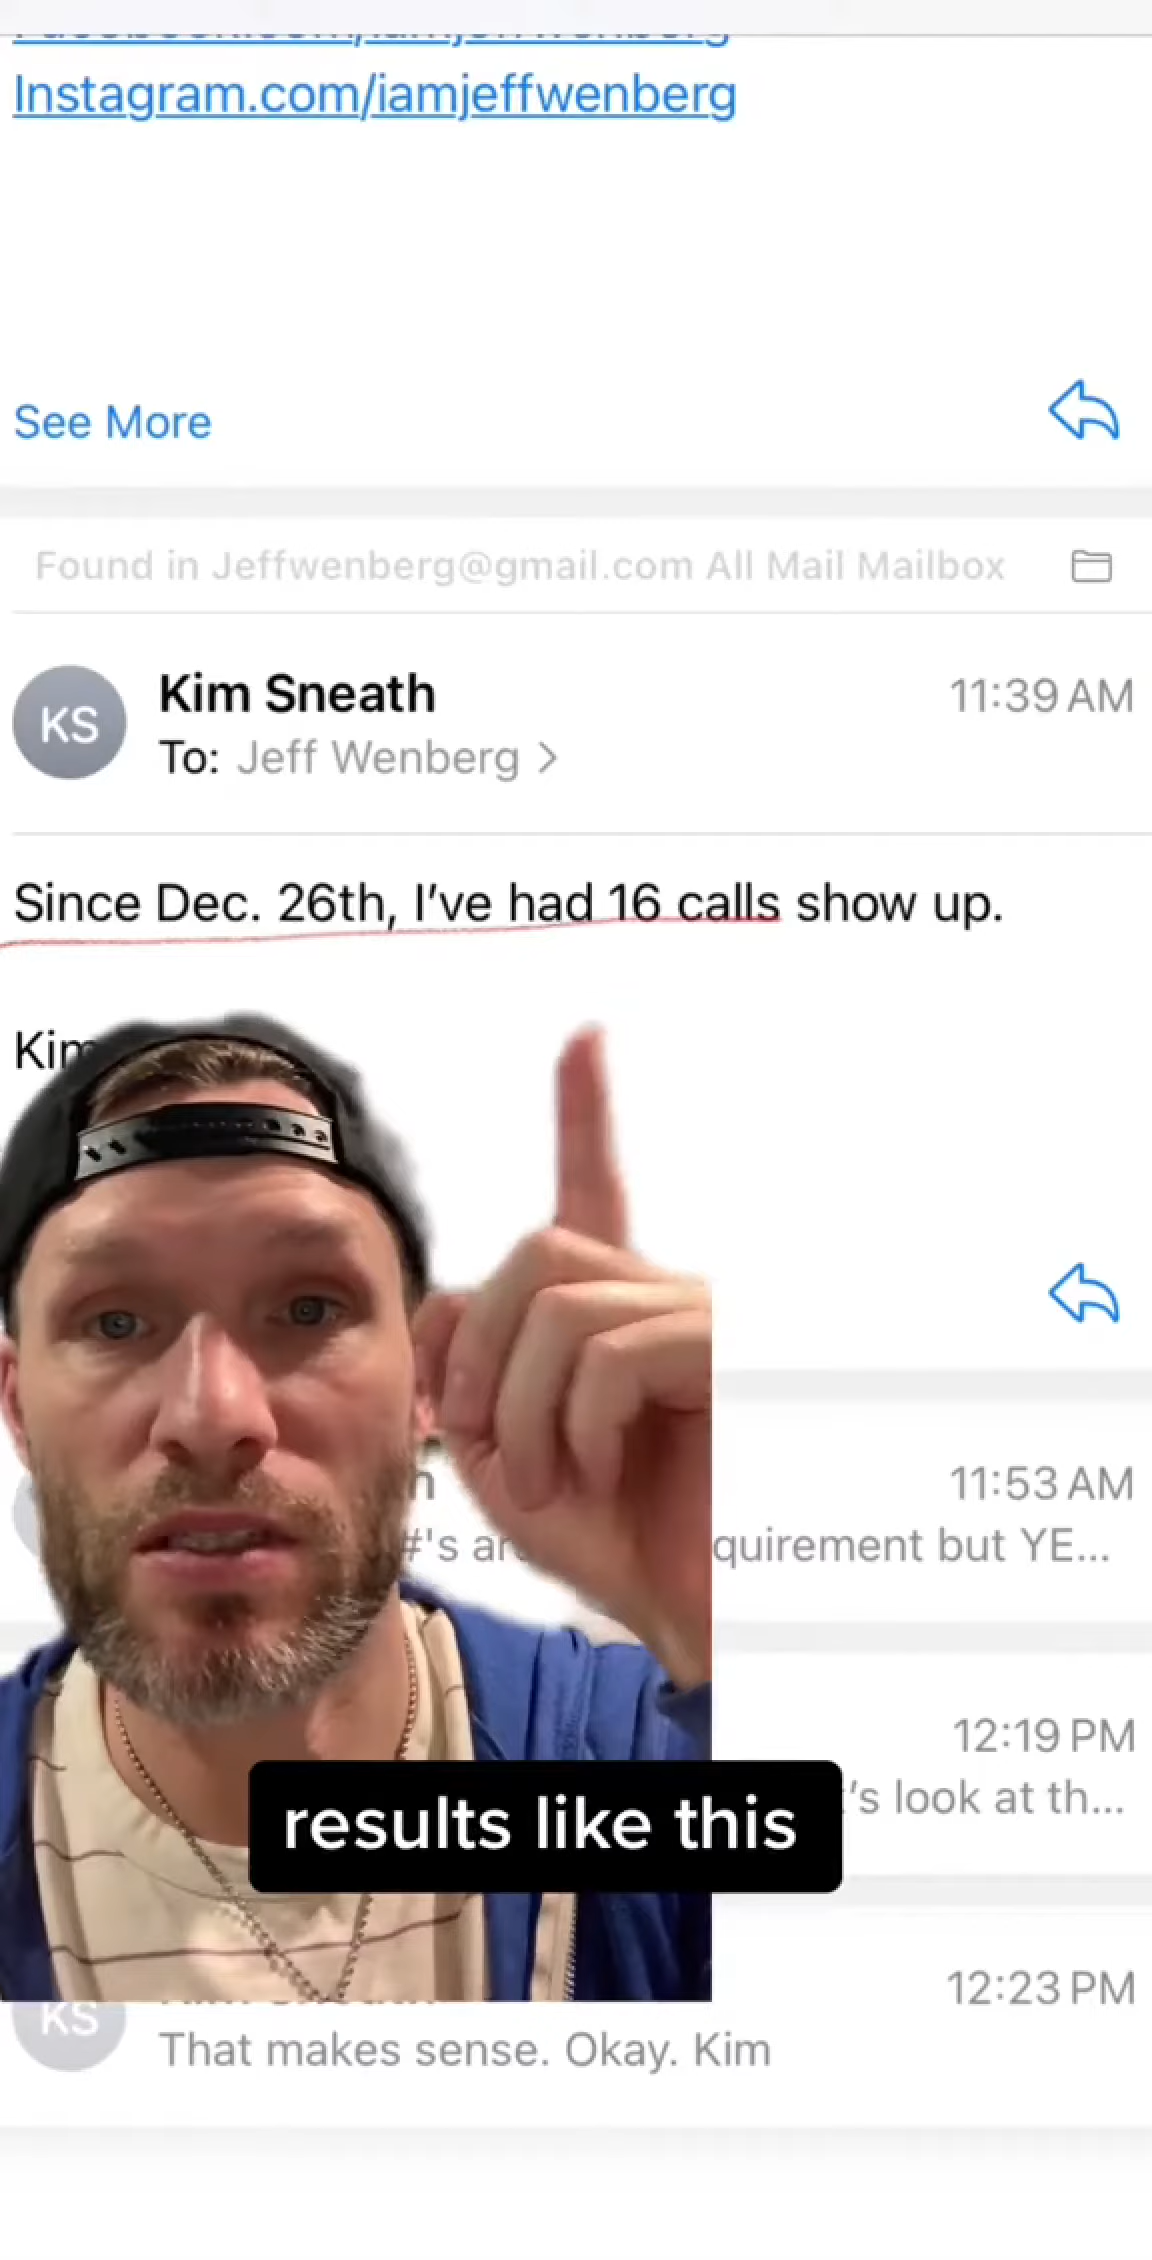 Instagram.com/iamjeffwenberg
See More
Found in Jeffwenberg@gmail.com All Mail Mailbox
KS
Kim Sneath
11:39 AM
To: Jeff Wenberg
Since Dec. 26th, I've had 16 calls show up.
Kim
11:53 AM
#'s
but YE...
12:19 PM
results like this
's look at th...
12:23 PM
KS
That makes sense. Okay. Kim